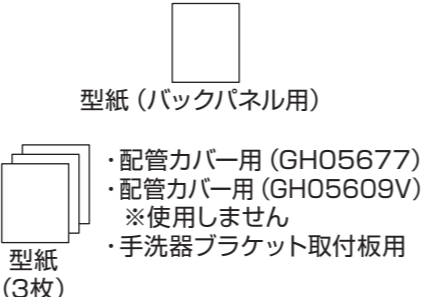 型紙（バックパネル用）
・配管カバー用（GH05677）
・配管カバー用（GH05609V）
※使用しません
・手洗器ブラケット取付板用
型紙
（3枚）